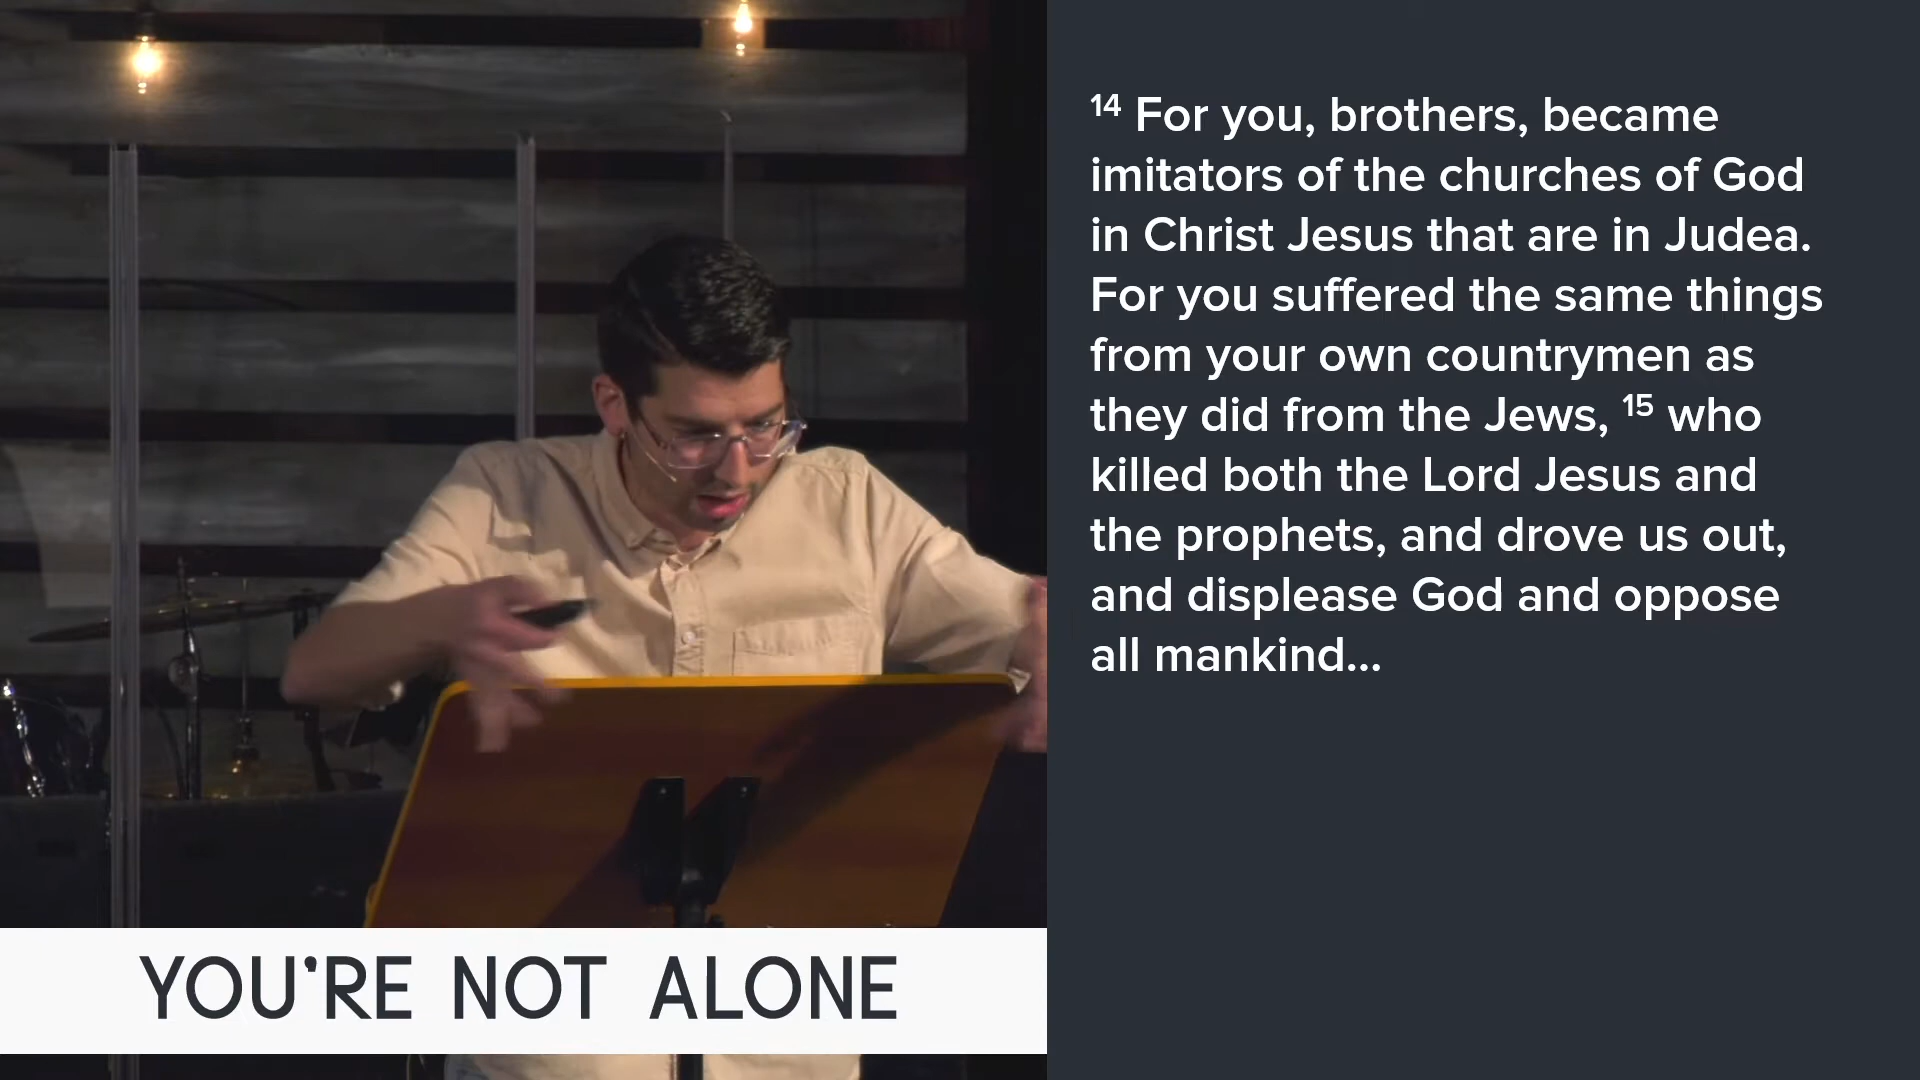 14 For you, brothers, became
imitators of the churches of God
in Christ Jesus that are in Judea.
For you suffered the same things
from your own countrymen as
they did from the Jews, 15 who
killed both the Lord Jesus and
the prophets, and drove us out,
and displease God and oppose
all mankind...
YOU'RE NOT ALONE